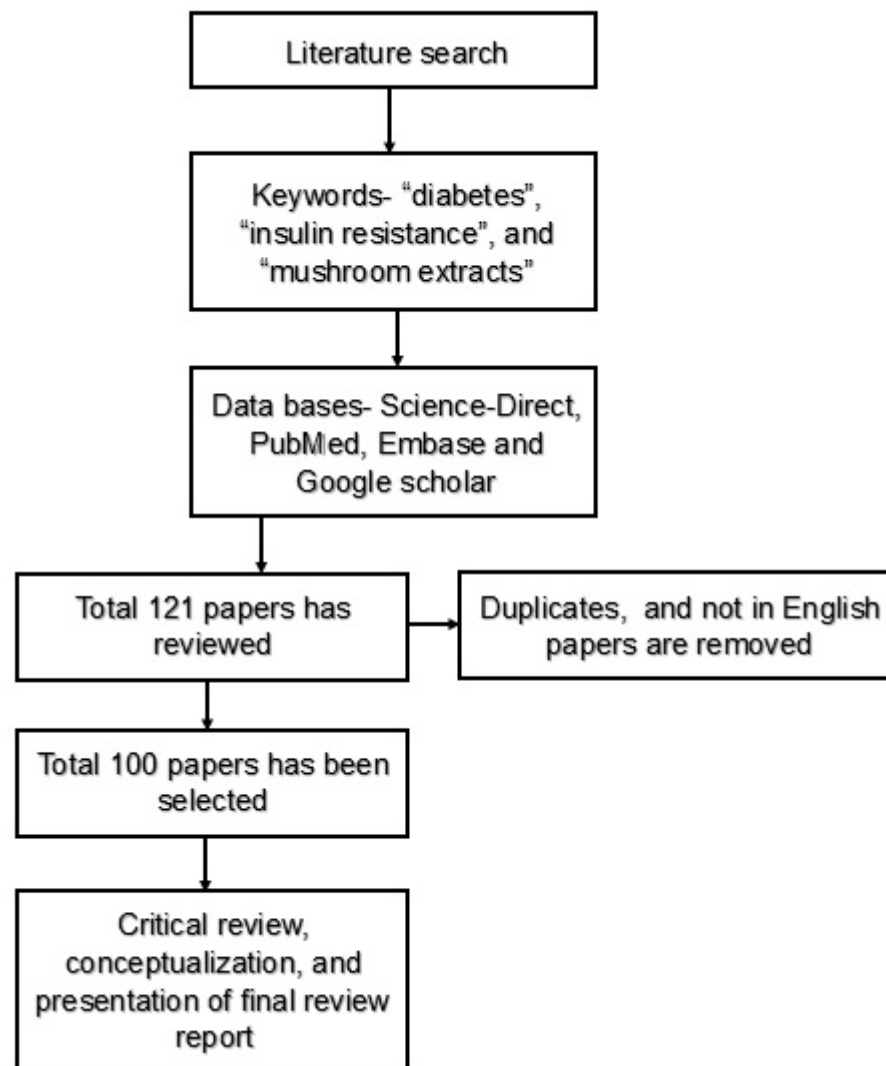 Literature search
Keywords- “diabetes”,
“insulin resistance”, and
“mushroom extracts”
Data bases- Science-Direct,
PubMed, Embase and
Google scholar
Total 121 papers has
reviewed
Duplicates, and not in English
papers are removed
Total 100 papers has been
selected
Critical review,
conceptualization, and
presentation of final review
report